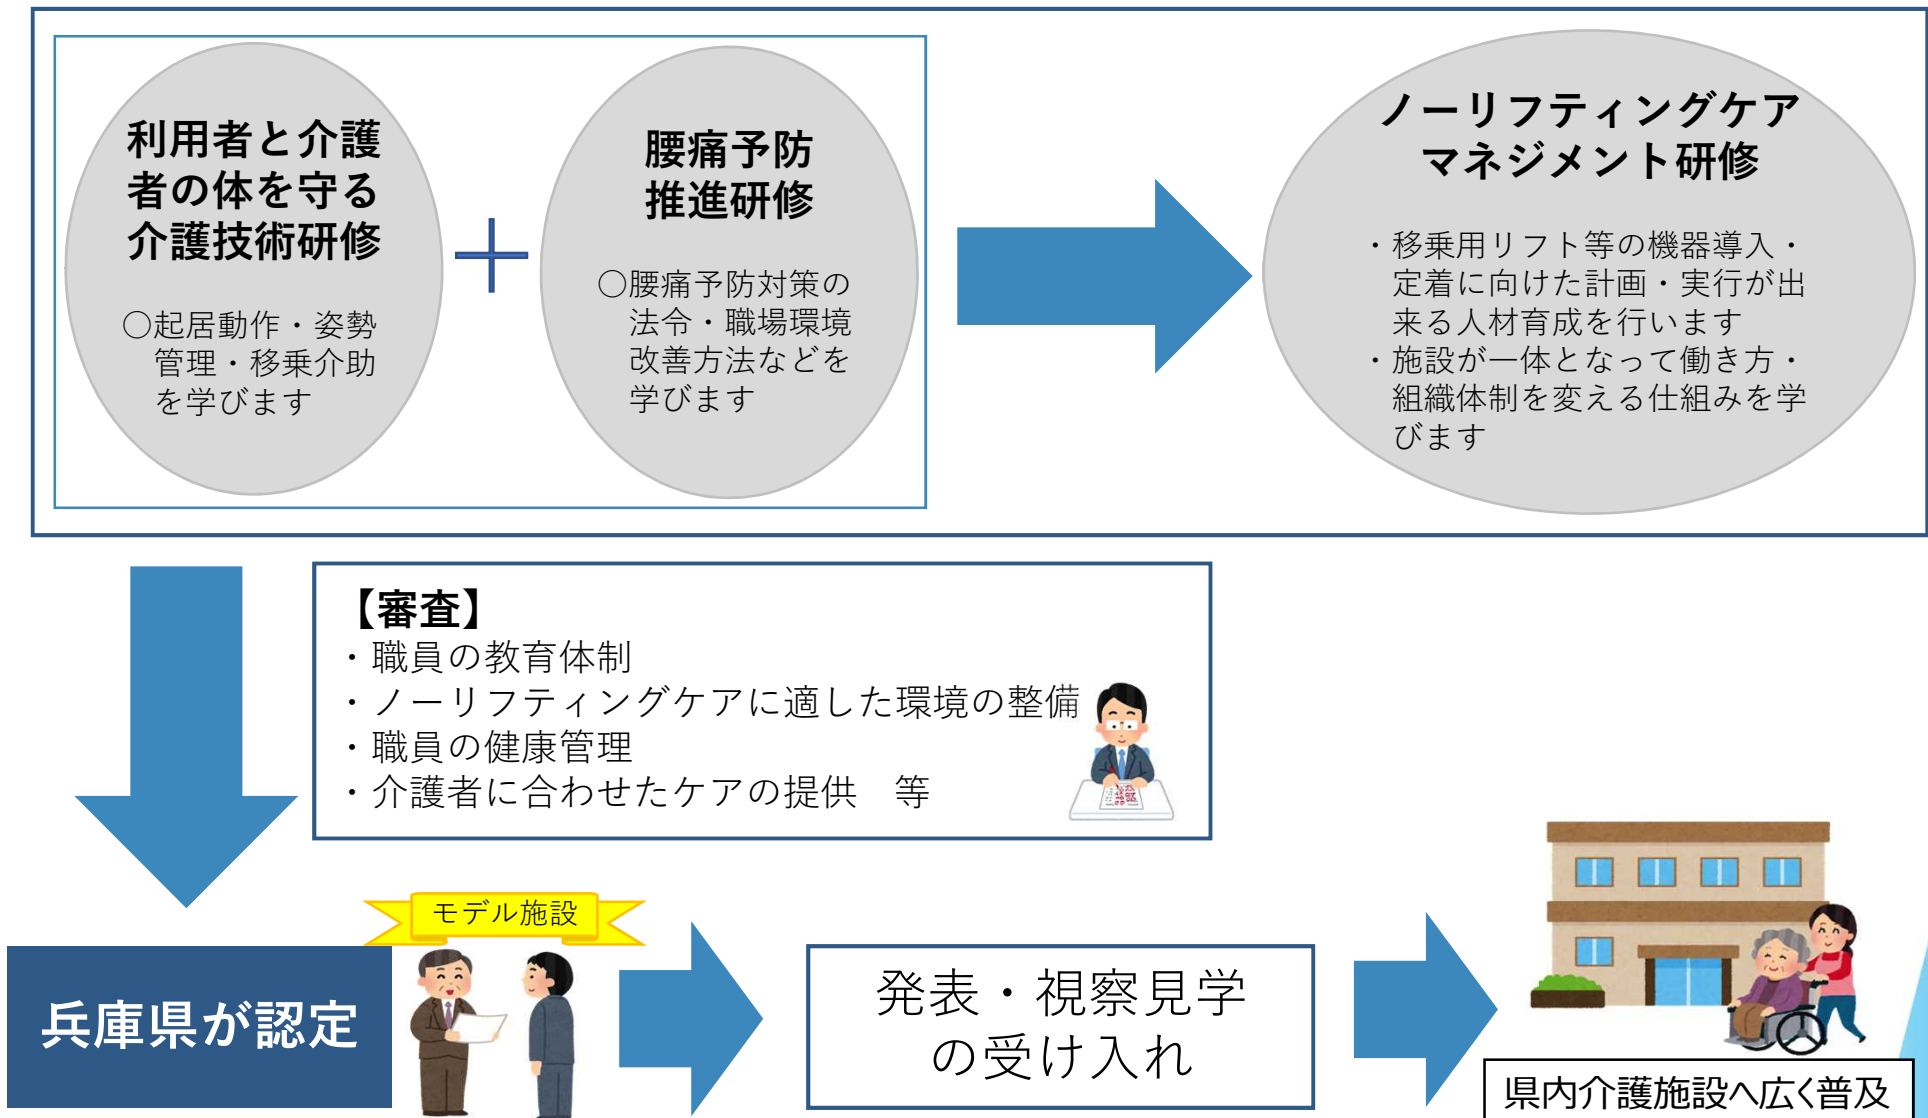 利用者と介護
者の体を守る
介護技術研修
○起居動作・姿勢
管理・移乗介助
を学びます
腰痛予防
推進研修
○腰痛予防対策の
法令・職場環境
改善方法などを
学びます
ノーリフティングケア
マネジメント研修
・移乗用リフト等の機器導入・
定着に向けた計画・実行が出
来る人材育成を行います
・施設が一体となって働き方・
組織体制を変える仕組みを学
びます
【審査】
・職員の教育体制
・ノーリフティングケアに適した環境の整備
・職員の健康管理
・介護者に合わせたケアの提供　等
モデル施設
兵庫県が認定
発表・視察見学
の受け入れ
県内介護施設へ広く普及